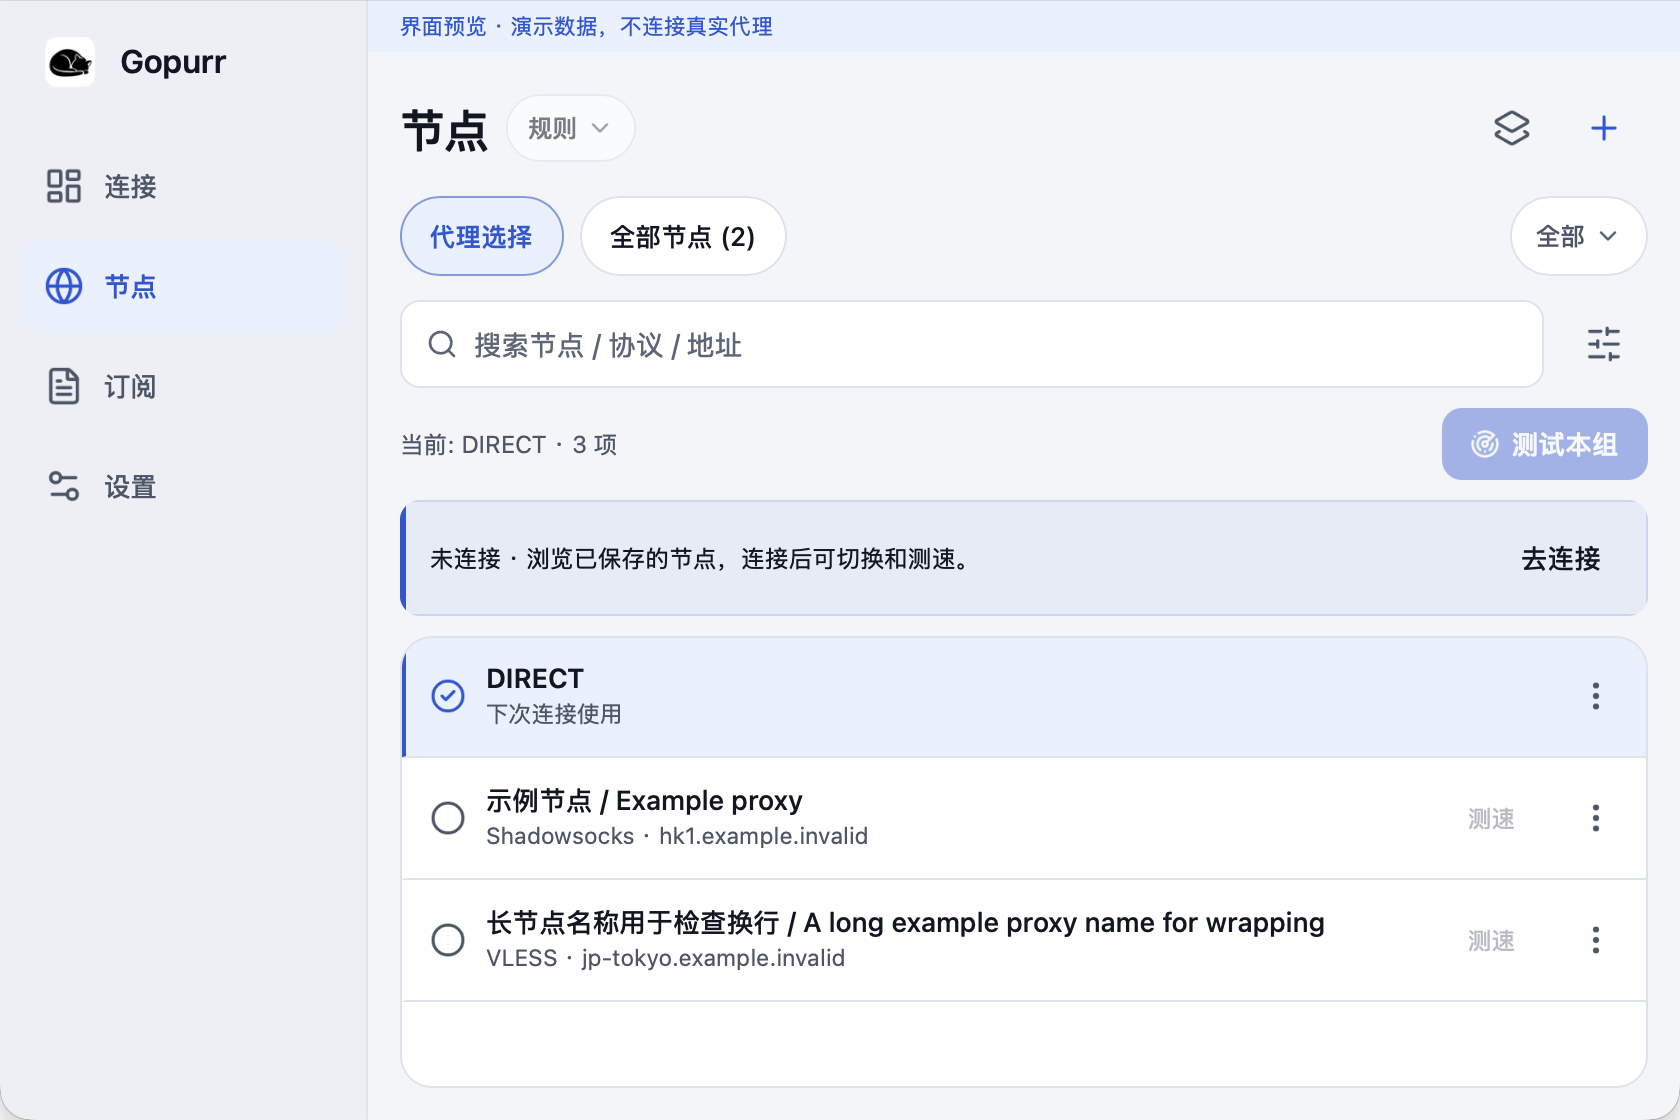 Gopurr
连接
节点
订阅
设置
界面预览 · 演示数据，不连接真实代理
节点
规则
代理选择
全部节点 (2)
全部
搜索节点 / 协议 / 地址
当前: DIRECT · 3 项
测试本组
未连接 · 浏览已保存的节点，连接后可切换和测速。
去连接
DIRECT
下次连接使用
示例节点 / Example proxy
Shadowsocks · hk1.example.invalid
测速
长节点名称用于检查换行 / A long example proxy name for wrapping
VLESS · jp-tokyo.example.invalid
测速